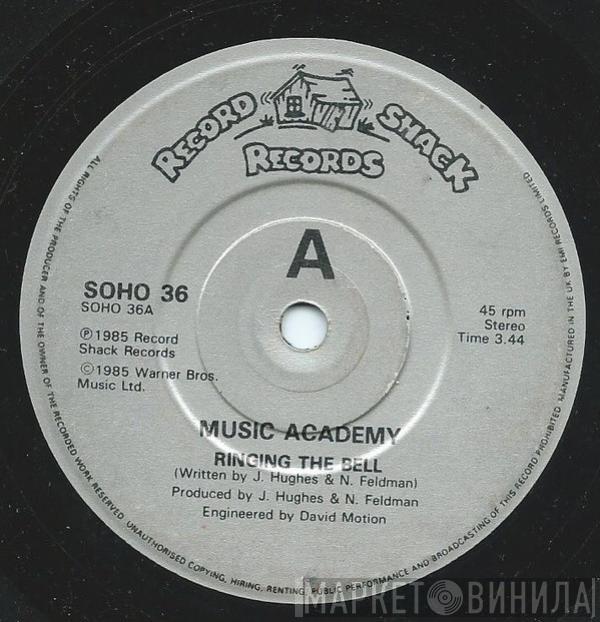 RECORD SHACK
RECORDS
A
SOHO 36
SOHO 36A
℗1985 Record
Shack Records
©1985 Warner Bros.
Music Ltd.
45 rpm
Stereo
Time 3.44
MUSIC ACADEMY
RINGING THE BELL
(Written by J. Hughes & N. Feldman)
Produced by J. Hughes & N. Feldman
Engineered by David Motion
ALL RIGHTS OF THE PRODUCER AND OF THE OWNER OF THE RECORDED WORK RESERVED. UNAUTHORISED COPYING, HIRING, RENTING, PUBLIC PERFORMANCE AND BROADCASTING OF THIS RECORD PROHIBITED. MANUFACTURED IN THE UK BY EMI RECORDS LIMITED
МАРКЕТ ВИНИЛА